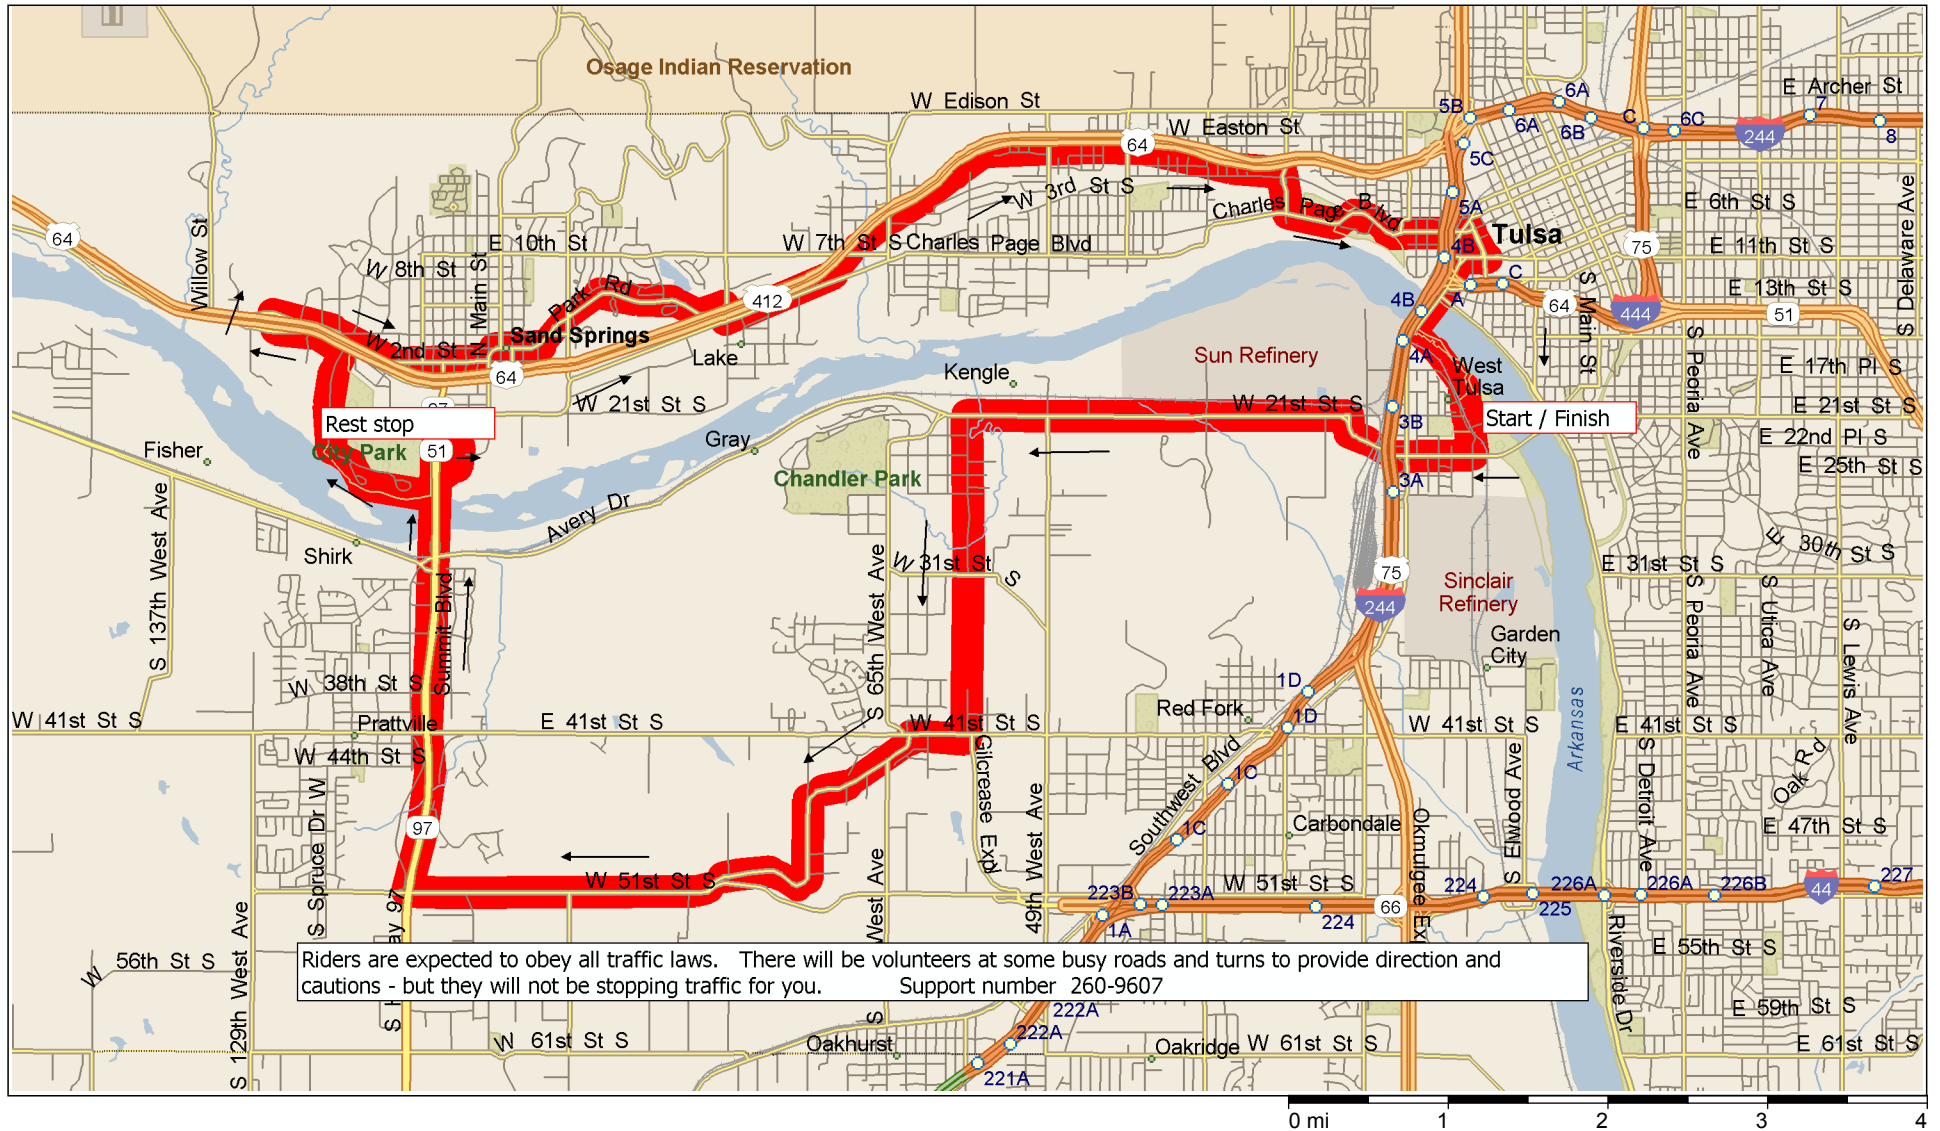 Osage Indian Reservation
W Edison St
W Easton St
E Archer St
5B
6A
6A
6B
C
6C
7
8
244
64
5C
W 3rd St S
Charles Page Blvd
5A
E 6th St S
Tulsa
Willow St
64
E 10th St
W 7th St S
Charles Page Blvd
4B
75
E 11th St S
S Delaware Ave
W 8th St
N Main St
Park Rd
412
4B
A
C
64
S Main St
444
E 13th St S
51
Sand Springs
W 2nd St
64
Lake
Sun Refinery
4A
West
Tulsa
S Peoria Ave
E 17th Pl S
Kengle
W 21st St S
W 21st St S
3B
E 21st St S
Rest stop
Start / Finish
97
Fisher
City Park
51
Gray
Chandler Park
E 22nd Pl S
E 25th St S
3A
S 137th West Ave
Avery Dr
Shirk
W 31st St S
75
244
Sinclair
Refinery
E 30th St S
E 31st St S
Summit Blvd
S 65th West Ave
Garden
City
S Peoria Ave
S Utica Ave
S Lewis Ave
W 38th St S
1D
1D
Red Fork
Arkansas
W 41st St S
Prattville
E 41st St S
W 41st St S
W 41st St S
E 41st St S
W 44th St S
S Spruce Dr W
Gilcrease Expy
Southwest Blvd
1C
Oak Rd
S Detroit Ave
97
49th West Ave
1C
Carbondale
Okmulgee Exp
S Elwood Ave
E 47th St S
W 51st St S
223B
223A
W 51st St S
224
66
224
225
226A
226A
226B
44
227
1A
S 129th West Ave
West Ave
S
Riverside Dr
W 56th St S
E 55th St S
Riders are expected to obey all traffic laws. There will be volunteers at some busy roads and turns to provide direction and
cautions - but they will not be stopping traffic for you. Support number 260-9607
222A
222A
E 59th St S
W 61st St S
Oakhurst
Oakridge
W 61st St S
E 61st St S
221A
0 mi 1 2 3 4